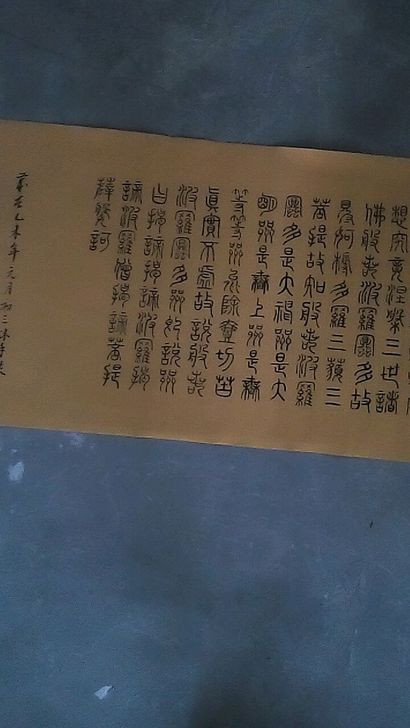 想究竟涅槃三世諸
佛般若波羅蜜多故
得阿耨多羅三藐三
菩提故知般若波羅
蜜多是大神咒是大
明咒是無上咒是無
等等咒能除壹切苦
真實不虛故說般若
波羅蜜多咒即說咒
曰揭諦揭諦波羅揭
諦波羅僧揭諦菩提
薩婆訶
歲在乙未年元月初三